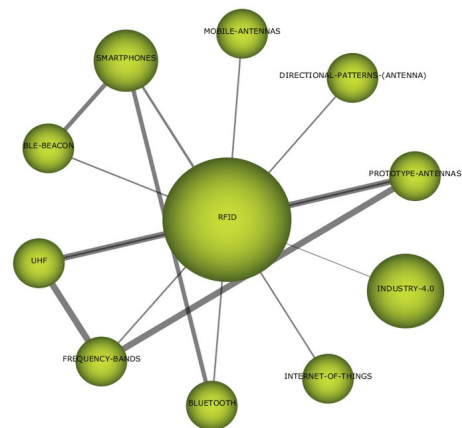 MOBILE-ANTENNAS
SMARTPHONES
DIRECTIONAL-PATTERNS-(ANTENNA)
BLE-BEACON
PROTOTYPE-ANTENNAS
RFID
UHF
INDUSTRY-4.0
FREQUENCY-BANDS
INTERNET-OF-THINGS
BLUETOOTH